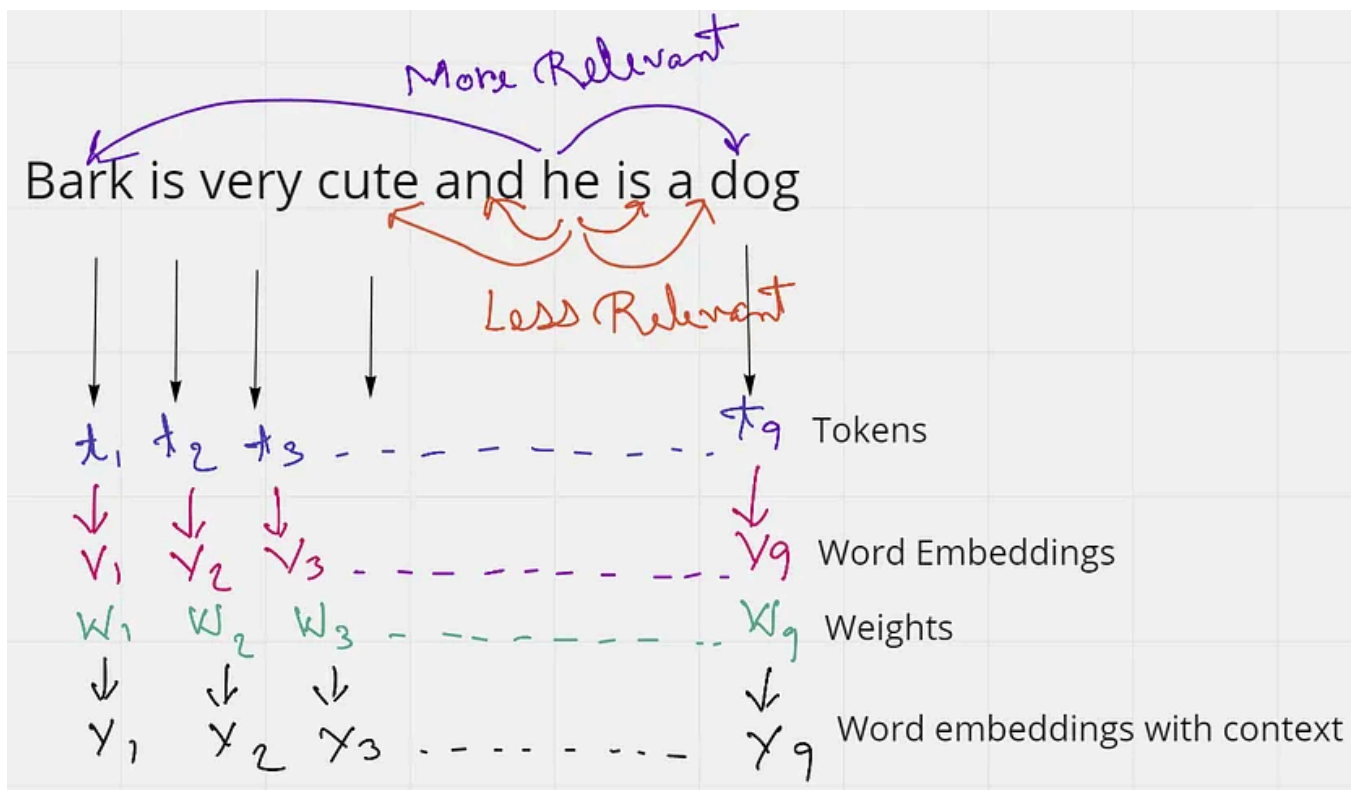 More Relevant
Bark is very cute and he is a dog
Less Relevant
t1 t2 t3 - - - - - - - - t9 Tokens
V1 V2 V3 - - - - - - - - V9 Word Embeddings
W1 W2 W3 - - - - - - - - W9 Weights
Y1 Y2 Y3 - - - - - - - - Y9 Word embeddings with context